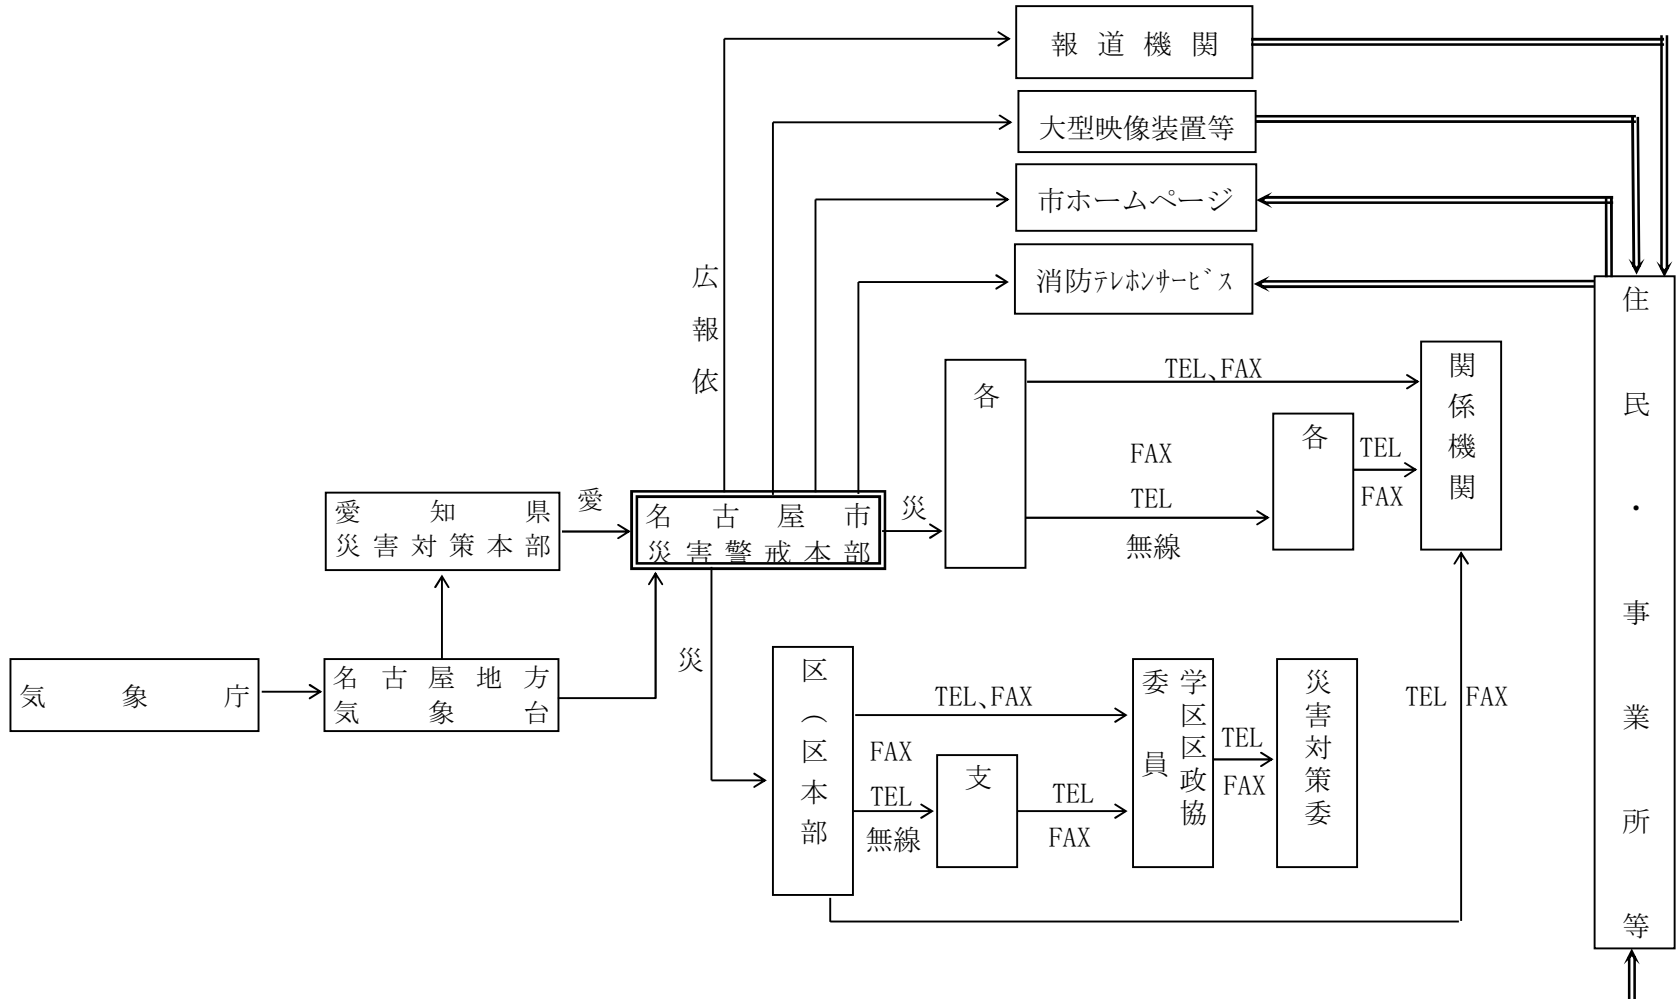 報道機関
大型映像装置等
市ホームページ
消防ﾃﾚﾎﾝｻｰﾋﾞｽ
広報依
住民・事業所等
各
TEL、FAX
関係機関
FAX
TEL
無線
各
TEL
FAX
愛知県
災害対策本部
愛
名古屋市
災害警戒本部
災
気象庁
名古屋地方
気象台
災
区（区本部
TEL、FAX
FAX
TEL
無線
支
TEL
FAX
学区区政協
委員
TEL
FAX
災害対策委
TEL
FAX